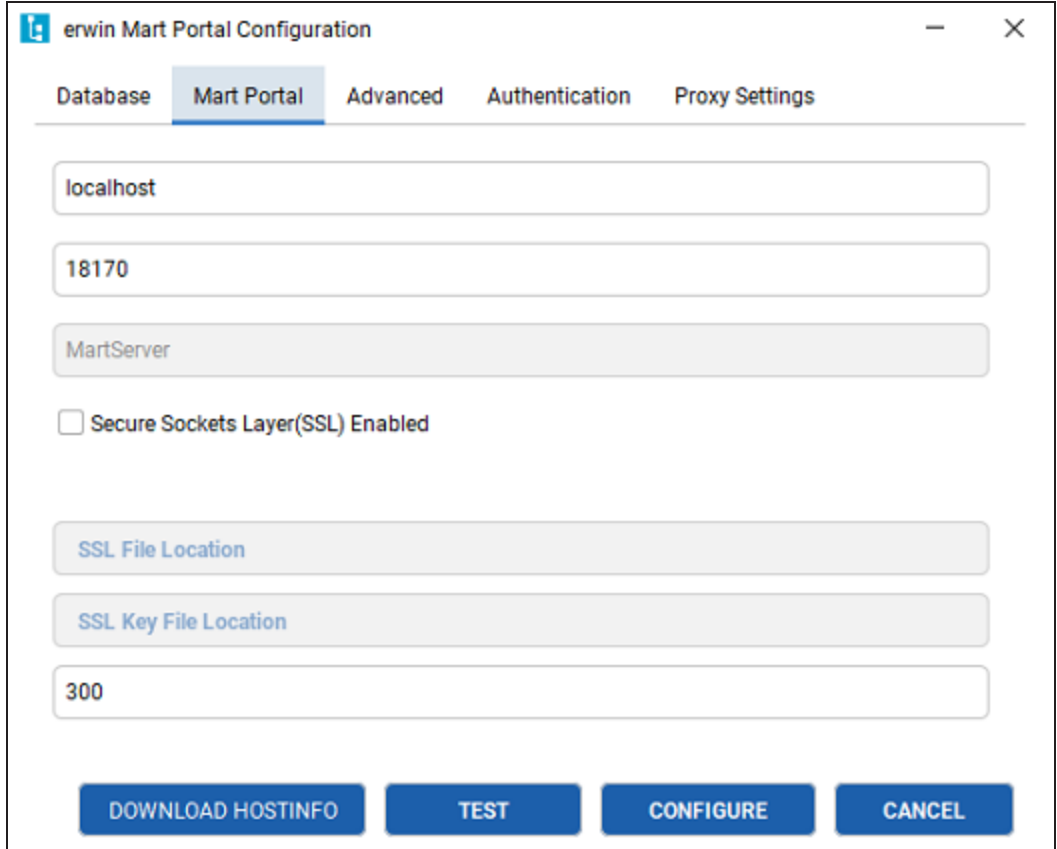 erwin Mart Portal Configuration
Database Mart Portal Advanced Authentication Proxy Settings
localhost
18170
MartServer
Secure Sockets Layer(SSL) Enabled
SSL File Location
SSL Key File Location
300
DOWNLOAD HOSTINFO TEST CONFIGURE CANCEL